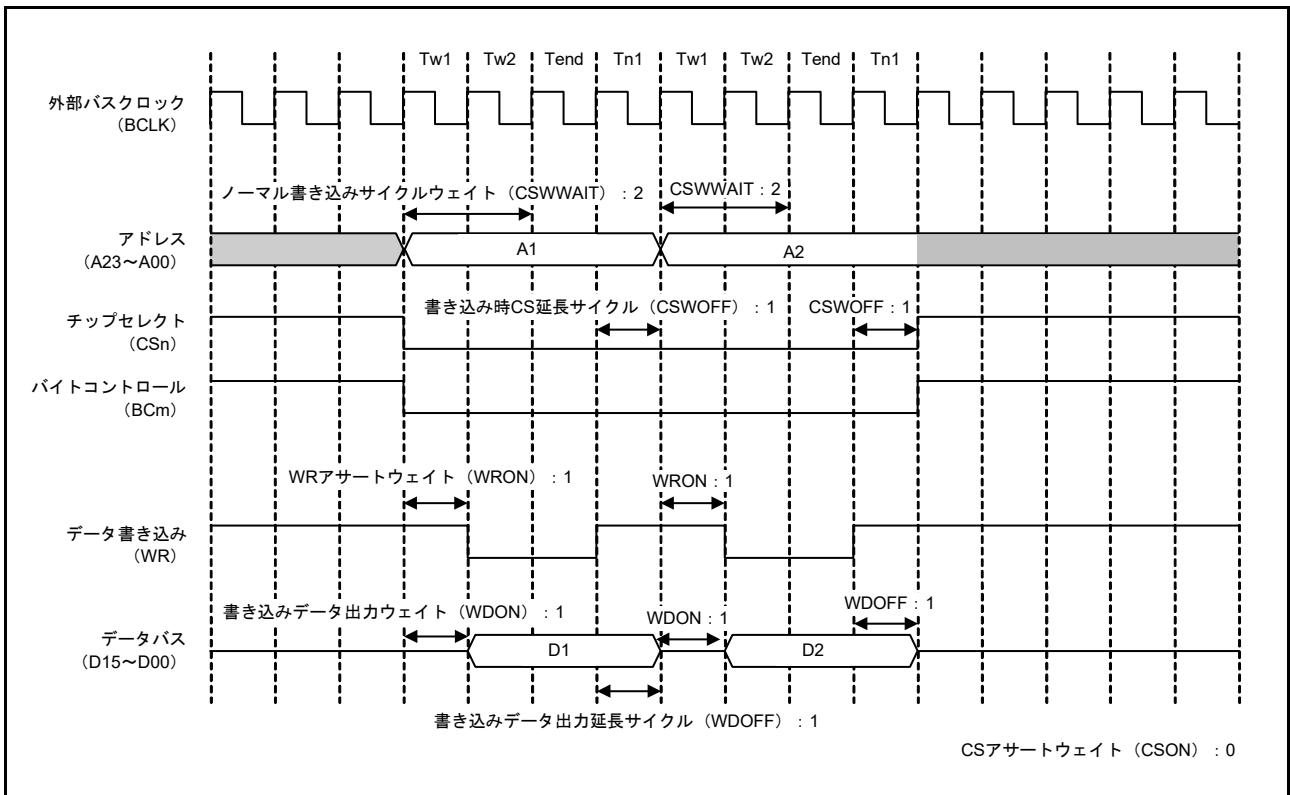 Tw1 Tw2 Tend Tn1 Tw1 Tw2 Tend Tn1
外部バスクロック
（BCLK）
ノーマル書き込みサイクルウェイト（CSWWAIT）：2
CSWWAIT：2
アドレス
（A23～A00）
A1
A2
書き込み時CS延長サイクル（CSWOFF）：1
CSWOFF：1
チップセレクト
（CSn）
バイトコントロール
（BCm）
WRアサートウェイト（WRON）：1
WRON：1
データ書き込み
（WR）
書き込みデータ出力ウェイト（WDON）：1
WDON：1
WDOFF：1
データバス
（D15～D00）
D1
D2
書き込みデータ出力延長サイクル（WDOFF）：1
CSアサートウェイト（CSON）：0